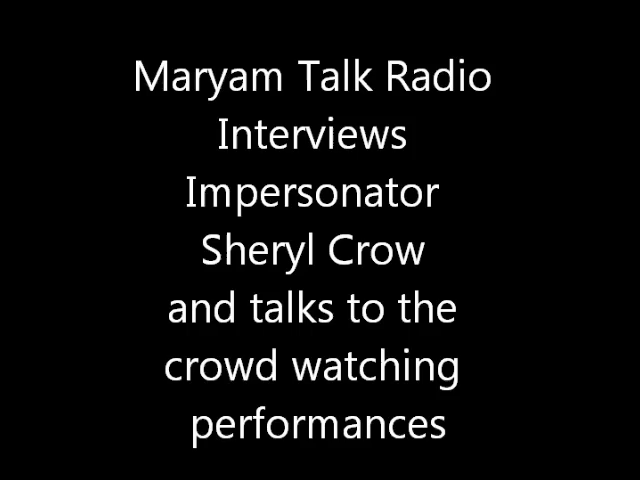 Maryam Talk Radio
Interviews
Impersonator
Sheryl Crow
and talks to the
crowd watching
performances